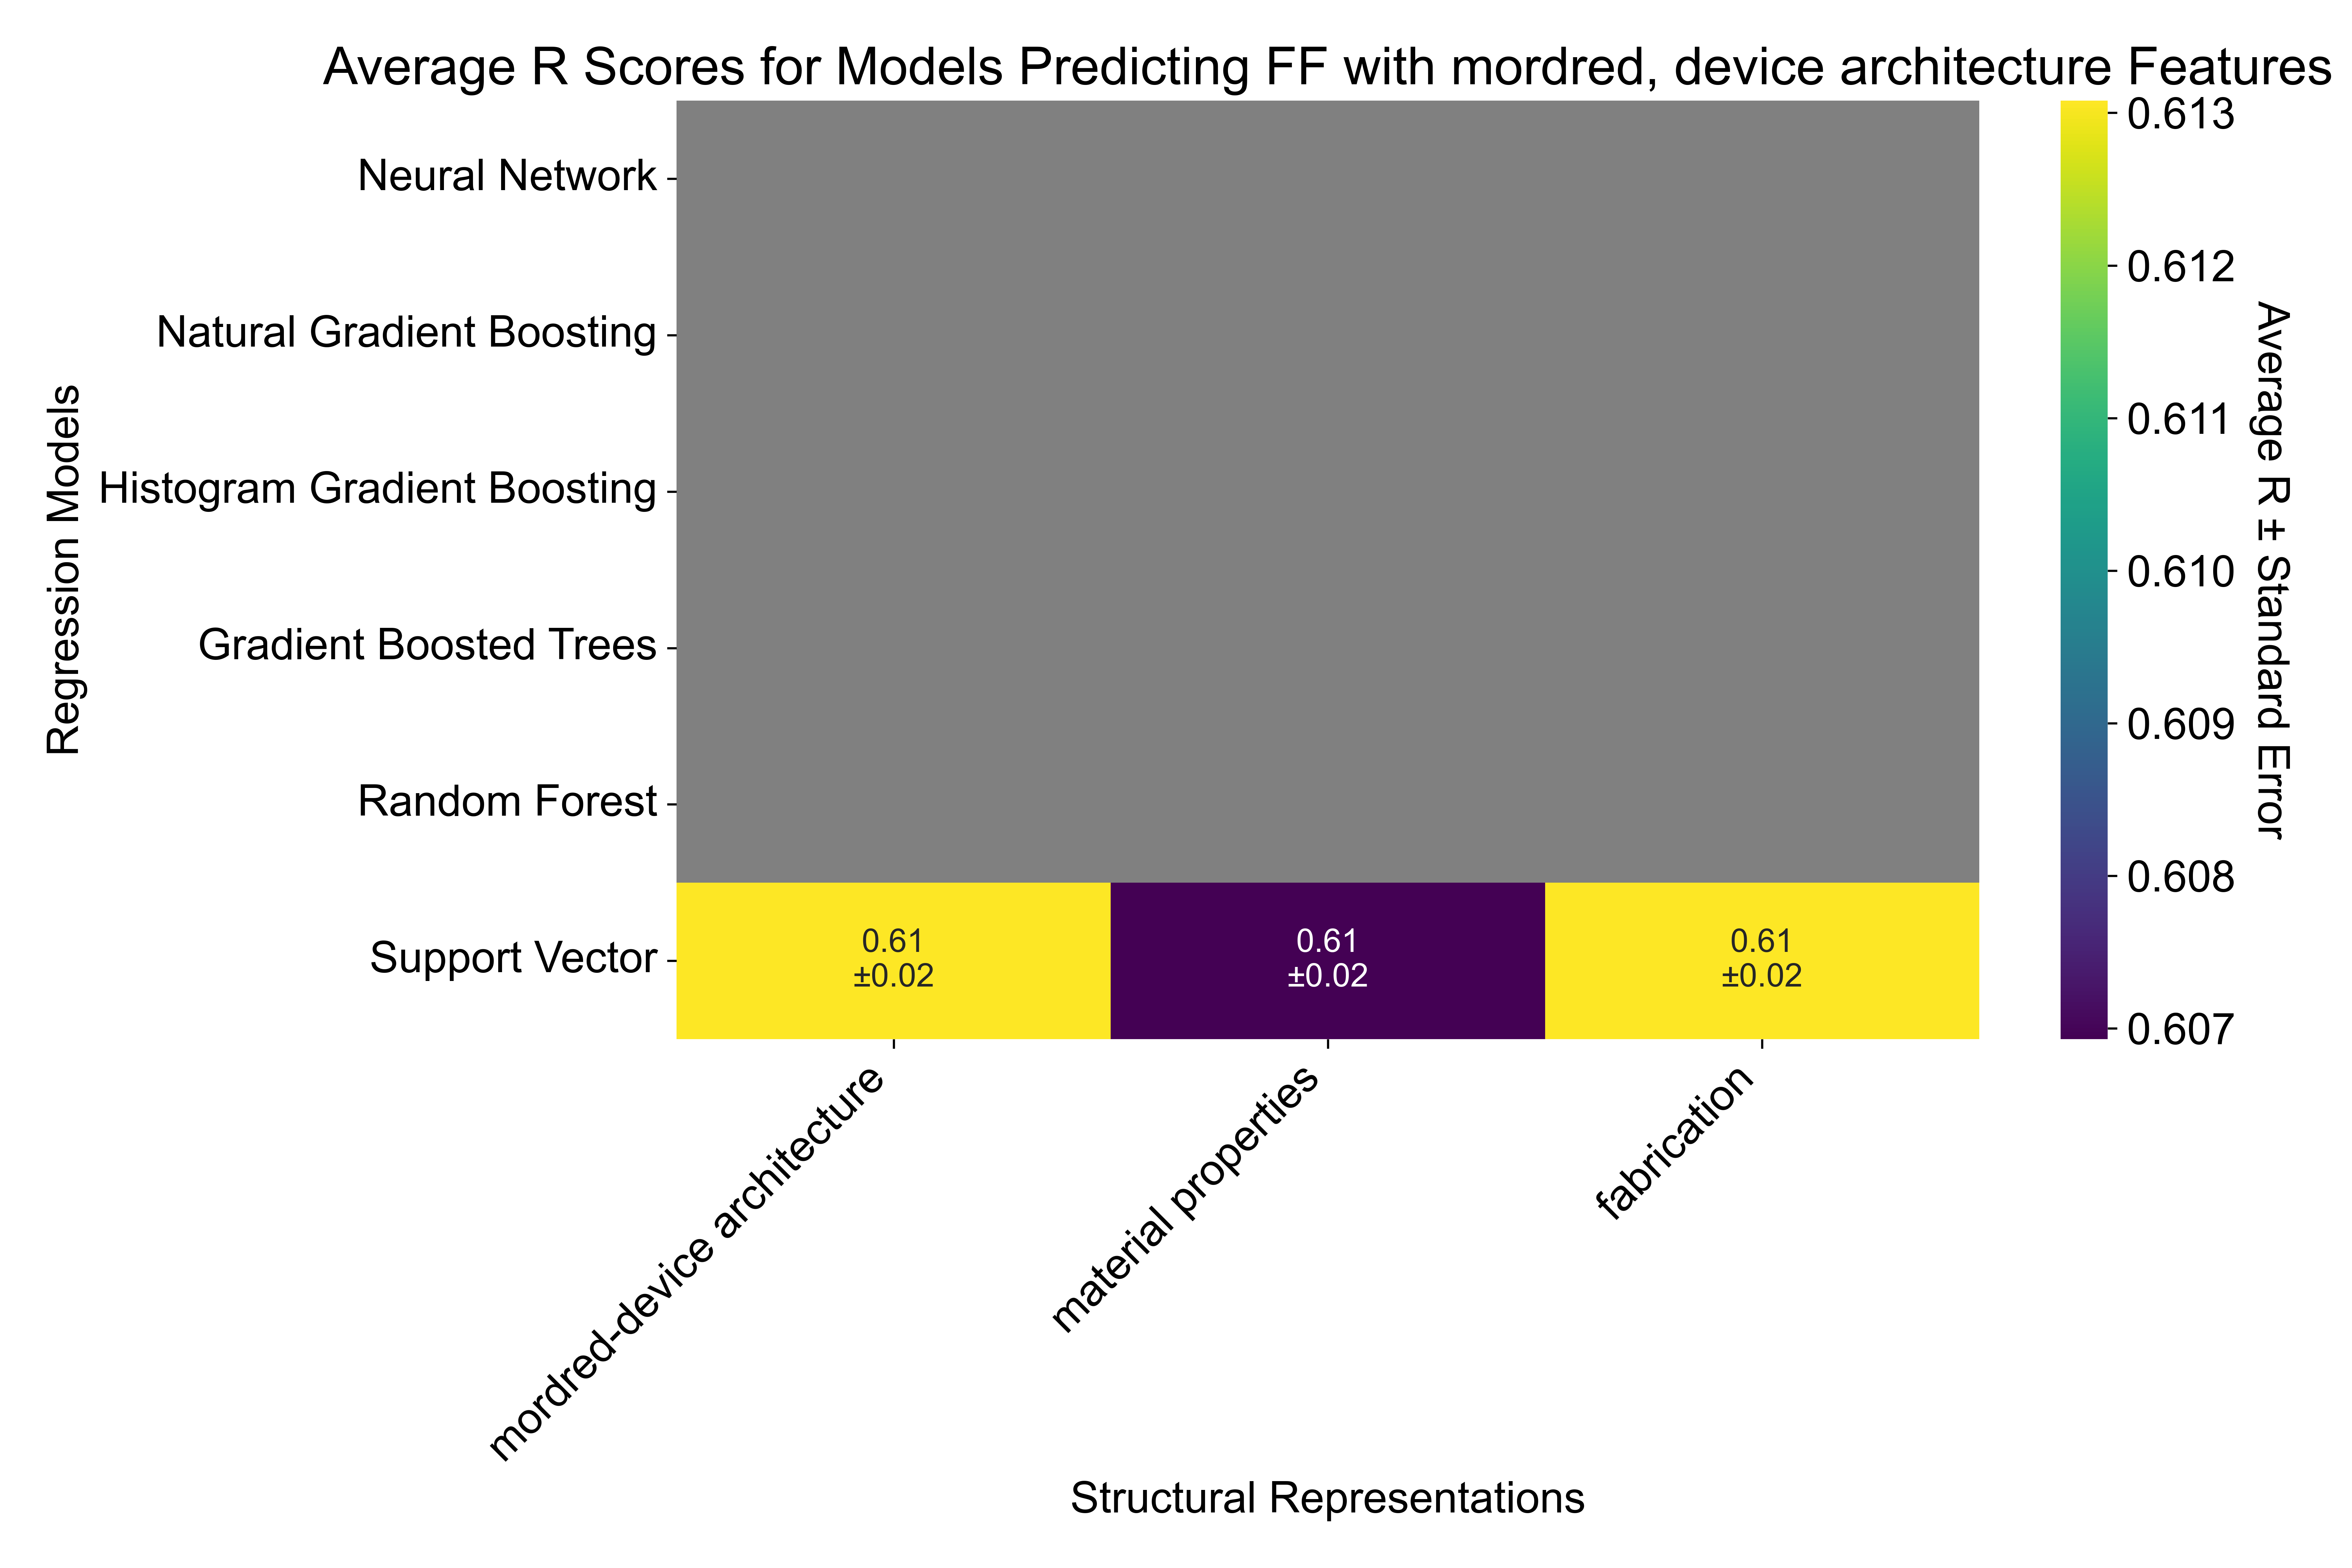 Average R Scores for Models Predicting FF with mordred, device architecture Features
Regression Models
Neural Network
Natural Gradient Boosting
Histogram Gradient Boosting
Gradient Boosted Trees
Random Forest
Support Vector
0.61
±0.02
0.61
±0.02
0.61
±0.02
mordred-device architecture
material properties
fabrication
Structural Representations
0.613
0.612
0.611
0.610
0.609
0.608
0.607
Average R ± Standard Error